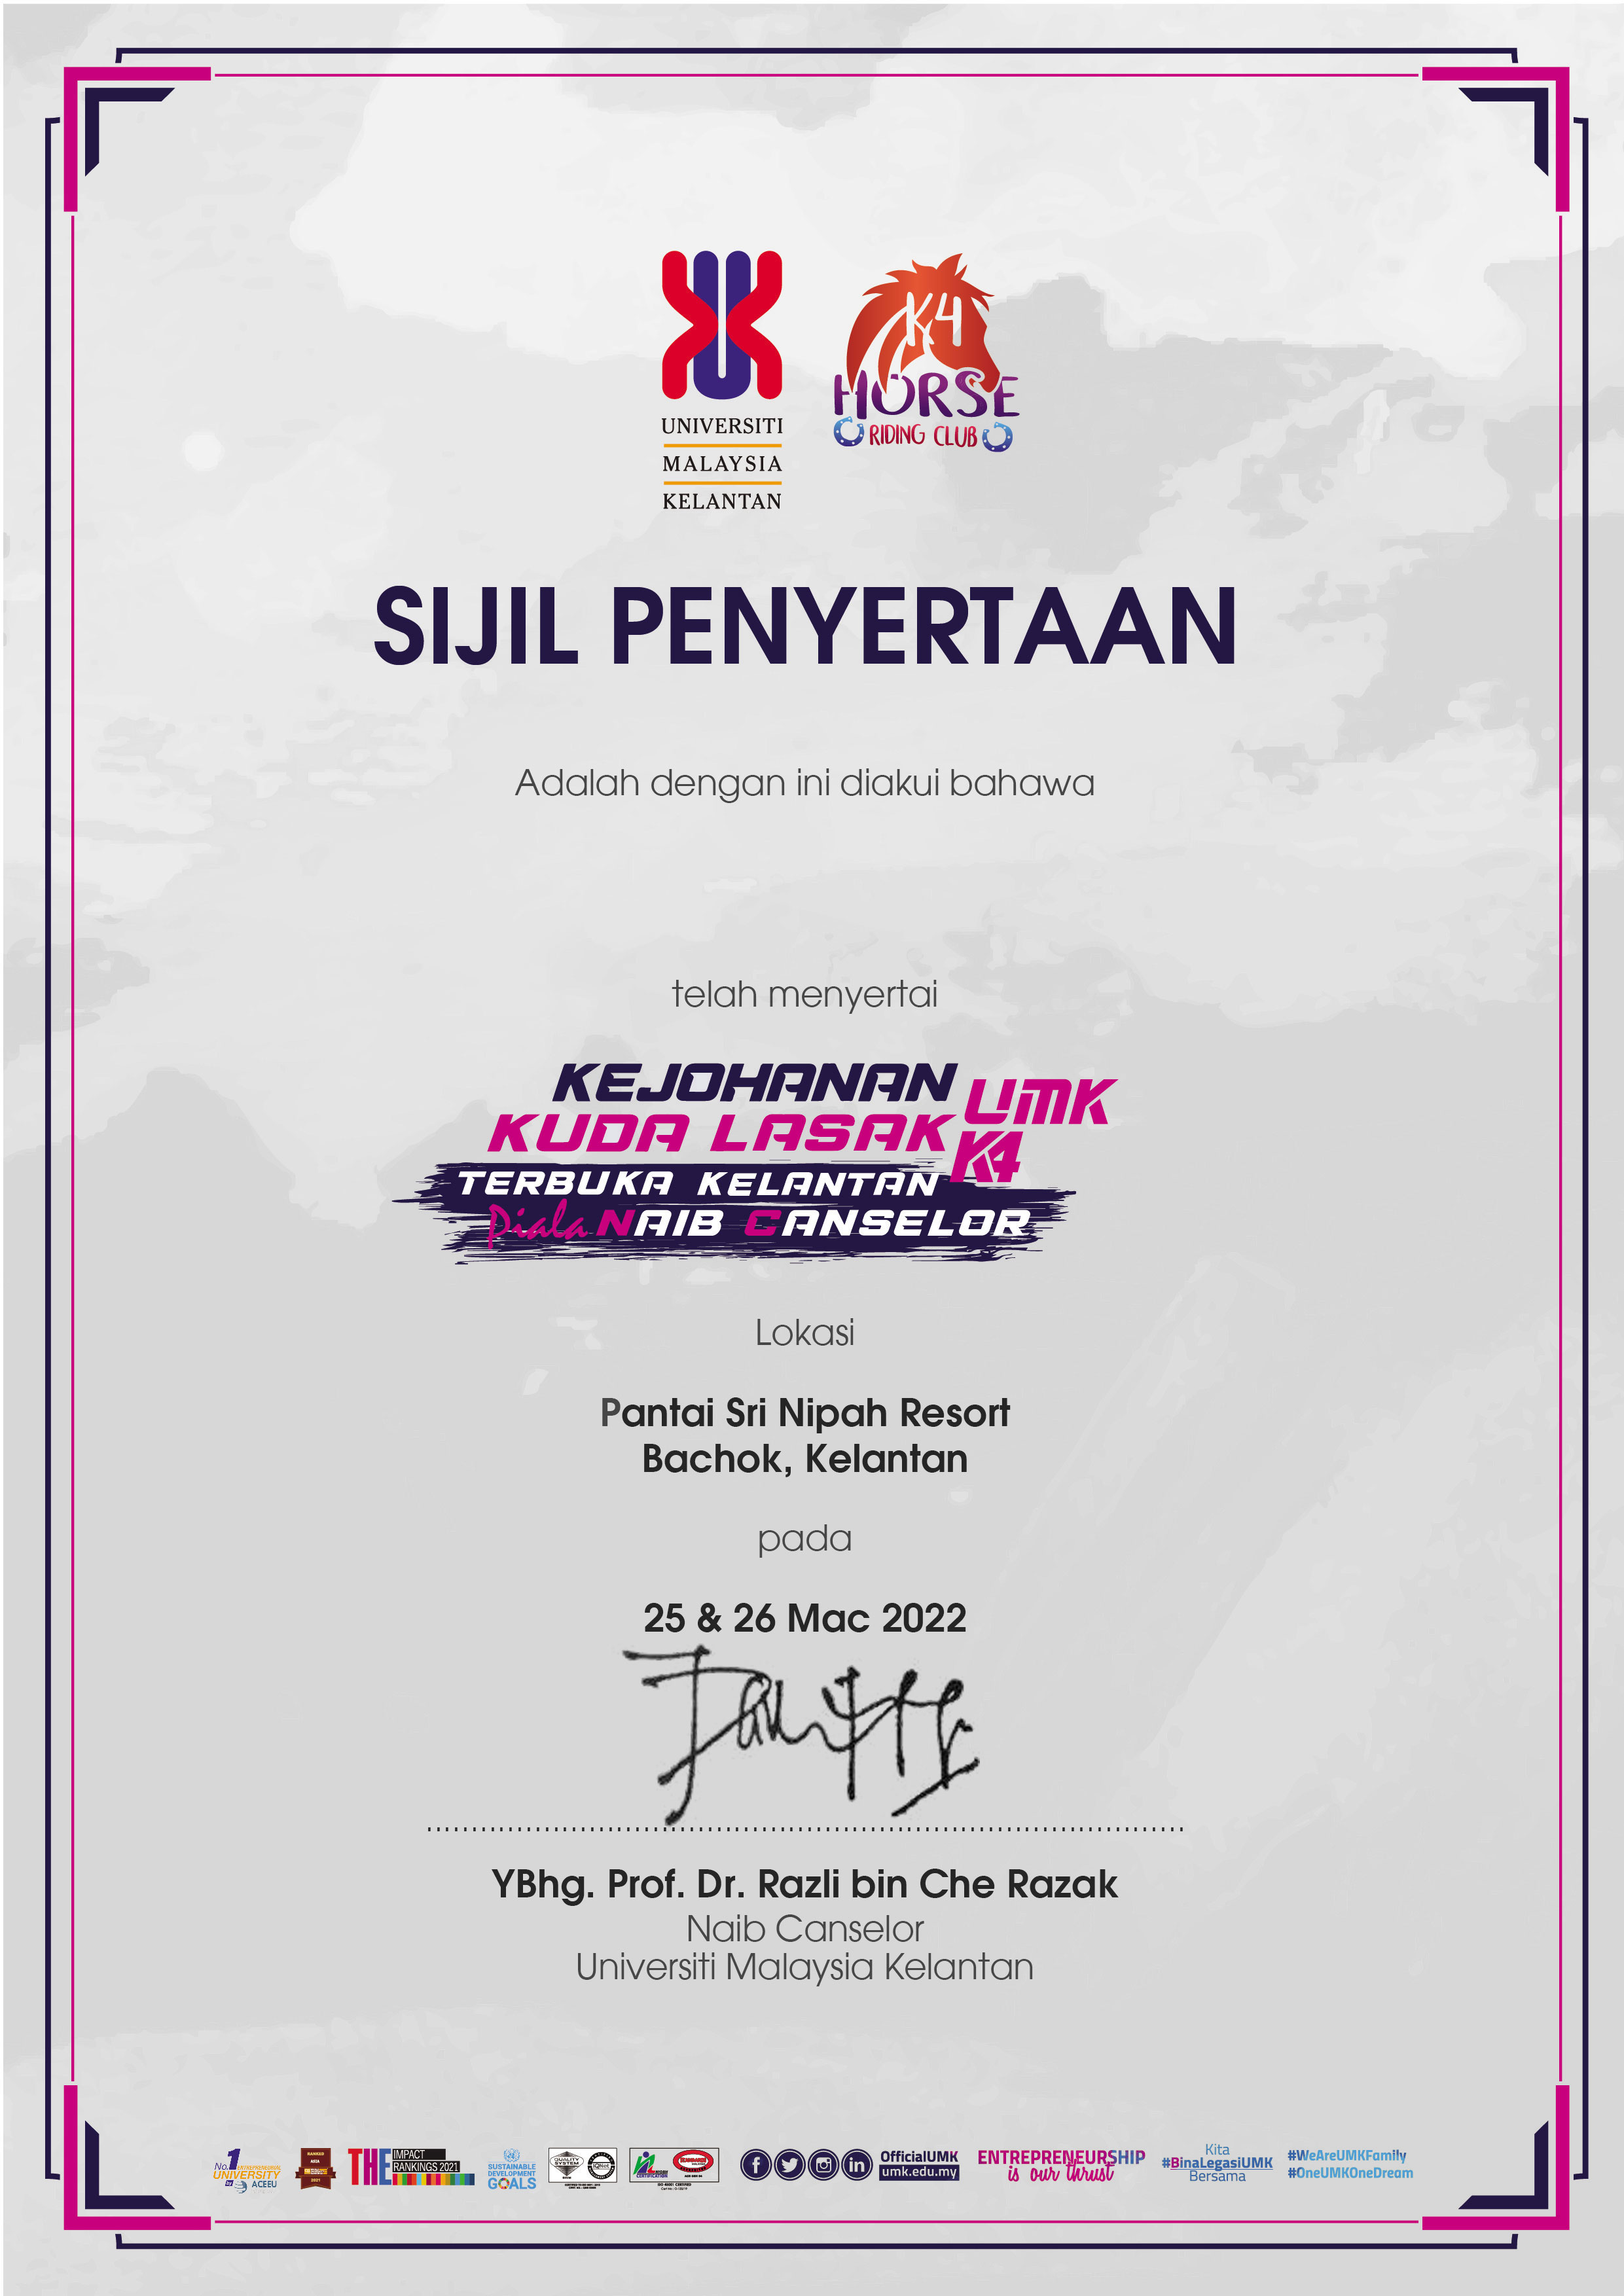 UNIVERSITI
MALAYSIA
KELANTAN
K4
HORSE
RIDING CLUB
SIJIL PENYERTAAN
Adalah dengan ini diakui bahawa
telah menyertai
KEJOHANAN
KUDA LASAK
UMK
K4
TERBUKA KELANTAN
Piala NAIB CANSELOR
Lokasi
Pantai Sri Nipah Resort
Bachok, Kelantan
pada
25 & 26 Mac 2022
YBhg. Prof. Dr. Razli bin Che Razak
Naib Canselor
Universiti Malaysia Kelantan
No.1 ENTREPRENEURIAL
UNIVERSITY
ACEEU
THE IMPACT
RANKINGS 2021
SUSTAINABLE
DEVELOPMENT
GOALS
OfficialUMK
umk.edu.my
ENTREPRENEURSHIP
is our thrust
Kita
#BinaLegasiUMK
Bersama
#WeAreUMKFamily
#OneUMKOneDream